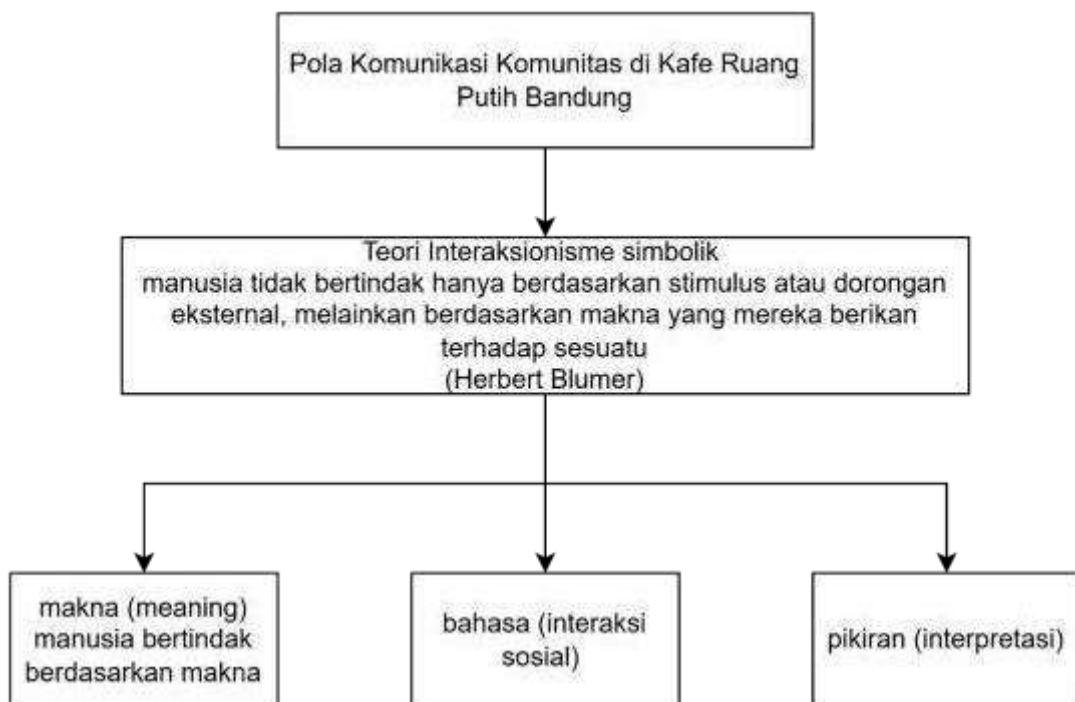 Pola Komunikasi Komunitas di Kafe Ruang
Putih Bandung
Teori Interaksionisme simbolik
manusia tidak bertindak hanya berdasarkan stimulus atau dorongan
eksternal, melainkan berdasarkan makna yang mereka berikan
terhadap sesuatu
(Herbert Blumer)
makna (meaning)
manusia bertindak
berdasarkan makna
bahasa (interaksi
sosial)
pikiran (interpretasi)